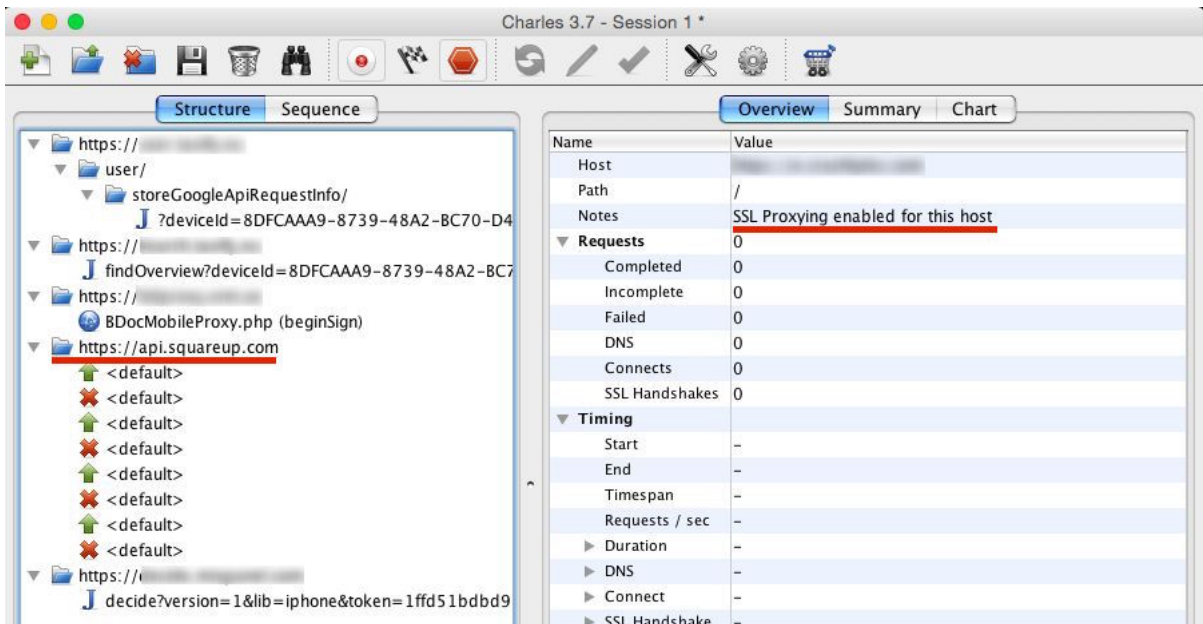 Charles 3.7 - Session 1 *
Structure Sequence
https://
user/
storeGoogleApiRequestInfo/
?deviceId=8DFCAAA9-8739-48A2-BC70-D4
https://
findOverview?deviceId=8DFCAAA9-8739-48A2-BC7
https://
BDocMobileProxy.php (beginSign)
https://api.squareup.com
<default>
<default>
<default>
<default>
<default>
<default>
<default>
<default>
https://
decide?version=1&lib=iphone&token=1ffd51bdbd9
Overview Summary Chart
Name Value
Host
Path /
Notes SSL Proxying enabled for this host
Requests 0
Completed 0
Incomplete 0
Failed 0
DNS 0
Connects 0
SSL Handshakes 0
Timing
Start –
End –
Timespan –
Requests / sec –
Duration –
DNS –
Connect –
SSL Handshake –